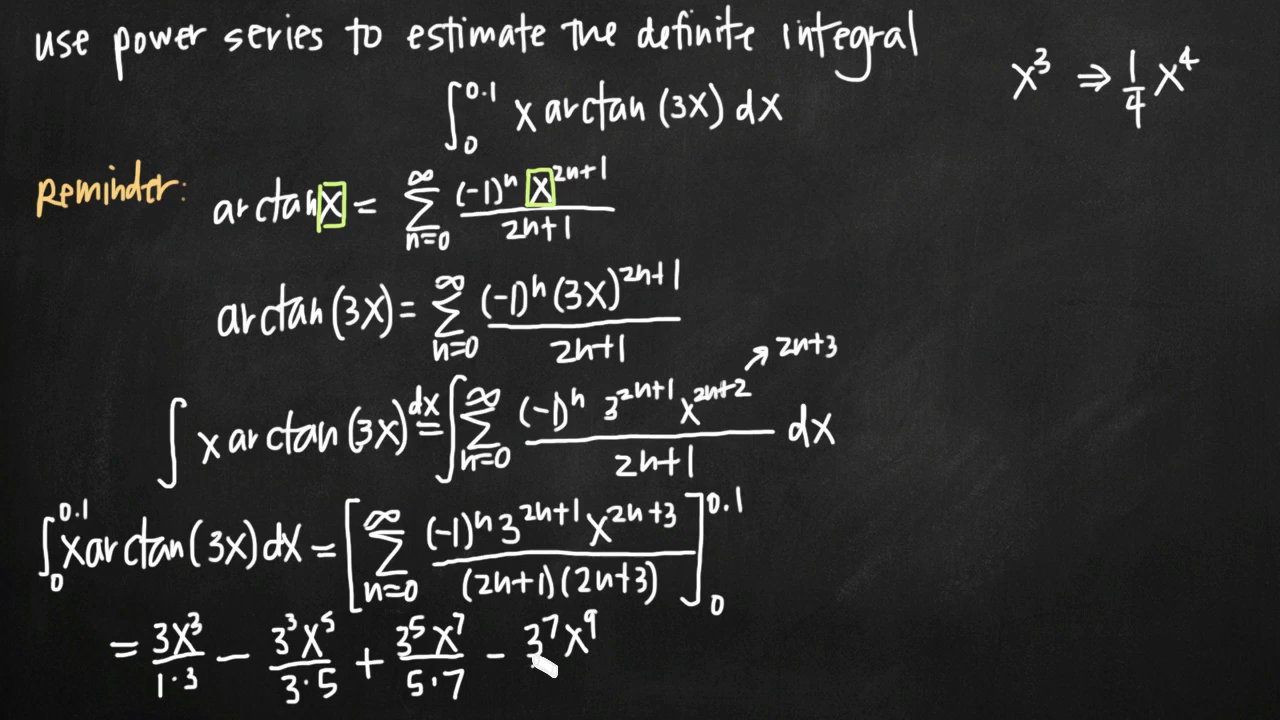 use power series to estimate the definite integral
x³ ⇒ 1/4 x⁴
∫₀^0.1 x arctan (3x) dx
Reminder: arctan x = ∑_{n=0}^∞ (-1)^n x^{2n+1} / 2n+1
arctan (3x) = ∑_{n=0}^∞ (-1)^n (3x)^{2n+1} / 2n+1
∫ x arctan (3x) dx = ∫ ∑_{n=0}^∞ (-1)^n 3^{2n+1} x^{2n+2} / 2n+1 dx ↗ 2n+3
∫₀^0.1 x arctan (3x) dx = [ ∑_{n=0}^∞ (-1)^n 3^{2n+1} x^{2n+3} / (2n+1)(2n+3) ]₀^0.1
= 3x³ / 1·3 − 3³x⁵ / 3·5 + 3⁵x⁷ / 5·7 − 3⁷x⁹